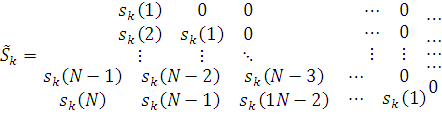 s_k(1) 0 0 ⋯ 0 …
s_k(2) s_k(1) 0 ⋯ 0 …
S̃_k = ⋮ ⋮ ⋱ ⋮ ⋮ …
s_k(N − 1) s_k(N − 2) s_k(N − 3) ⋯ 0 …
s_k(N) s_k(N − 1) s_k(1N − 2) ⋯ s_k(1) 0